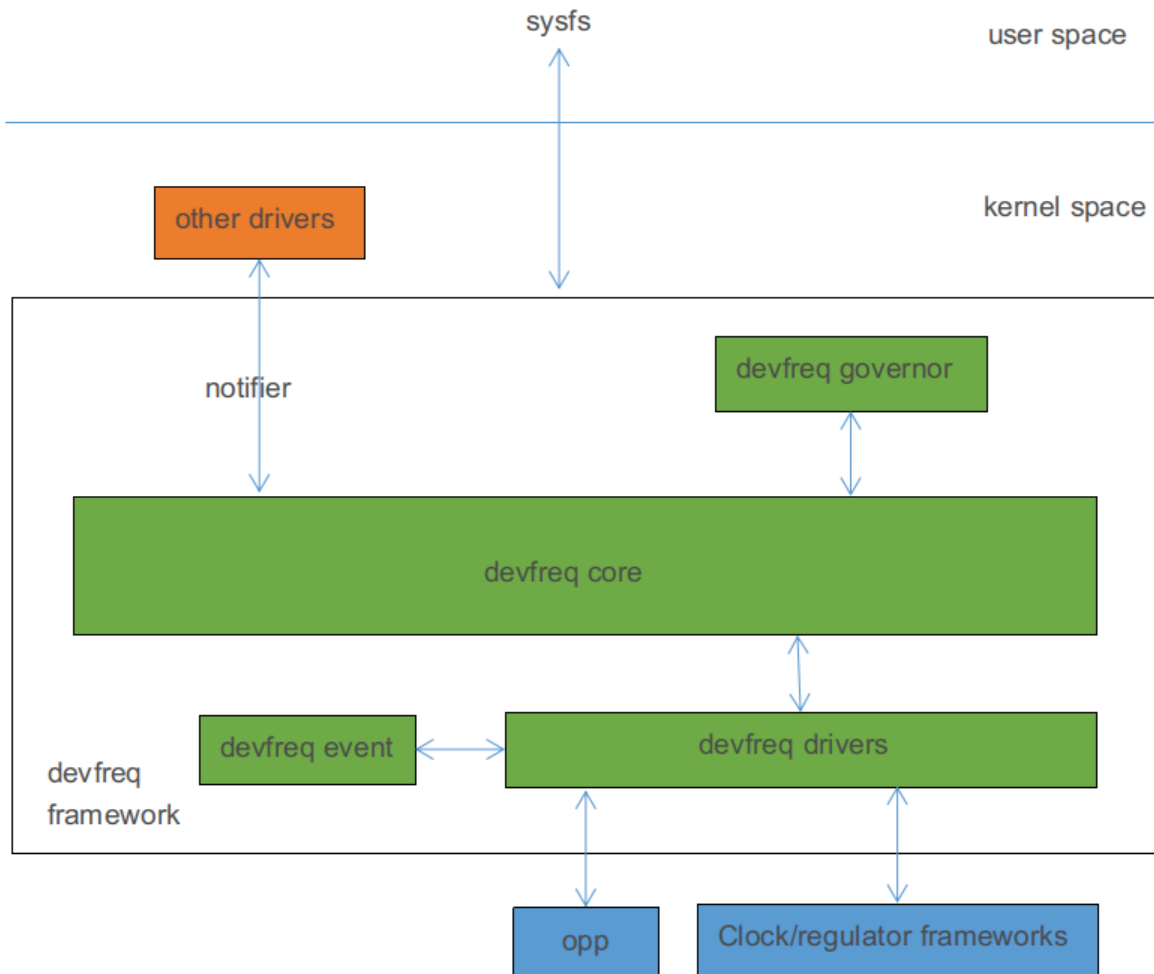 sysfs
user space
other drivers
kernel space
devfreq governor
notifier
devfreq core
devfreq event
devfreq drivers
devfreq
framework
opp
Clock/regulator frameworks